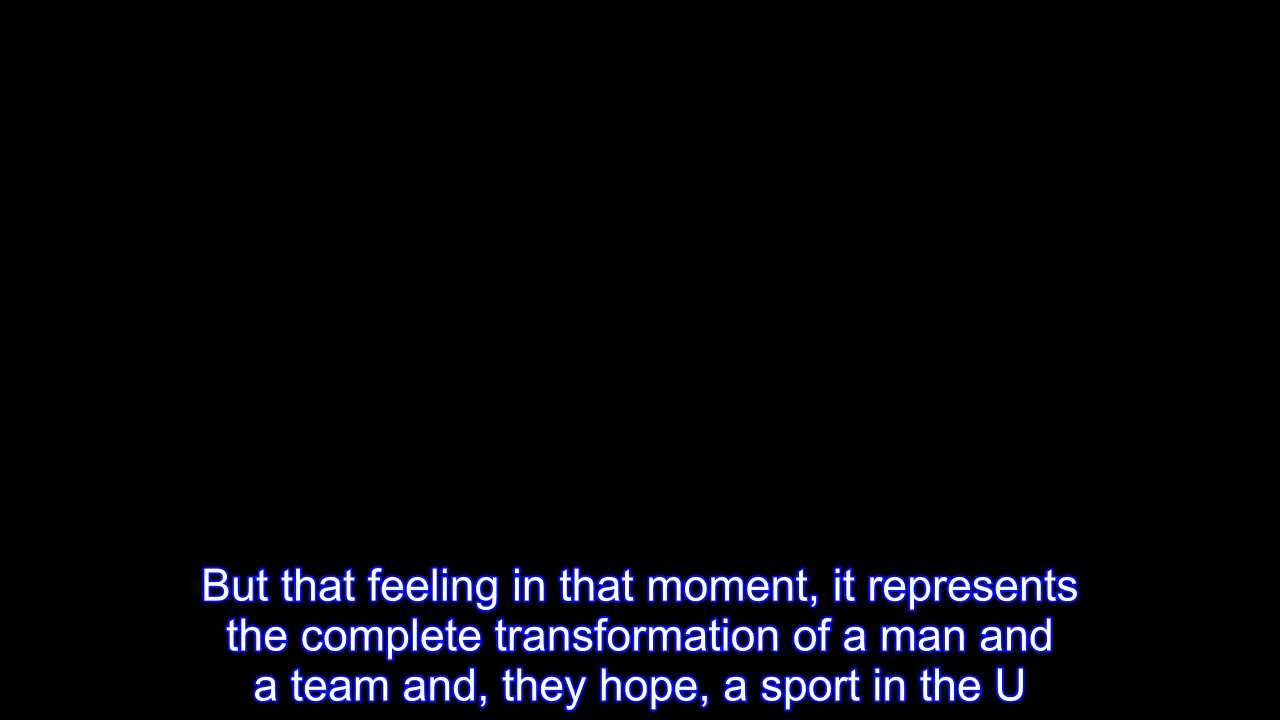 But that feeling in that moment, it represents
the complete transformation of a man and
a team and, they hope, a sport in the U